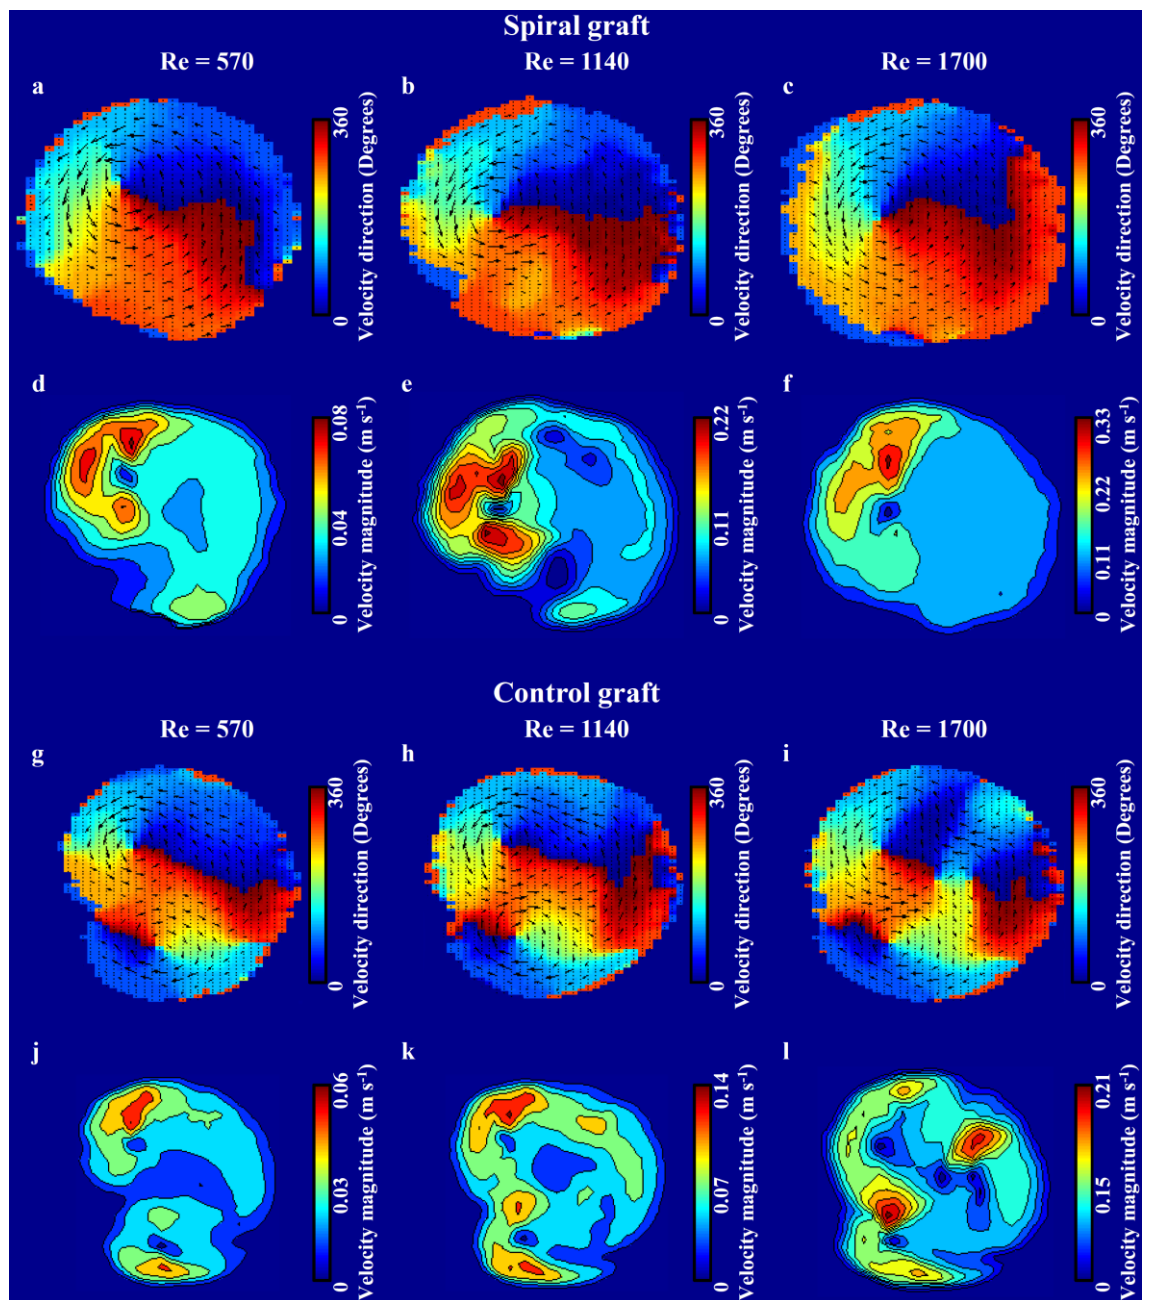 Spiral graft
Re = 570
Re = 1140
Re = 1700
a
b
c
0
360
Velocity direction (Degrees)
0
360
Velocity direction (Degrees)
0
360
Velocity direction (Degrees)
d
e
f
0
0.04
0.08
Velocity magnitude (m s⁻¹)
0
0.11
0.22
Velocity magnitude (m s⁻¹)
0
0.11
0.22
0.33
Velocity magnitude (m s⁻¹)
Control graft
Re = 570
Re = 1140
Re = 1700
g
h
i
0
360
Velocity direction (Degrees)
0
360
Velocity direction (Degrees)
0
360
Velocity direction (Degrees)
j
k
l
0
0.03
0.06
Velocity magnitude (m s⁻¹)
0
0.07
0.14
Velocity magnitude (m s⁻¹)
0
0.15
0.21
Velocity magnitude (m s⁻¹)